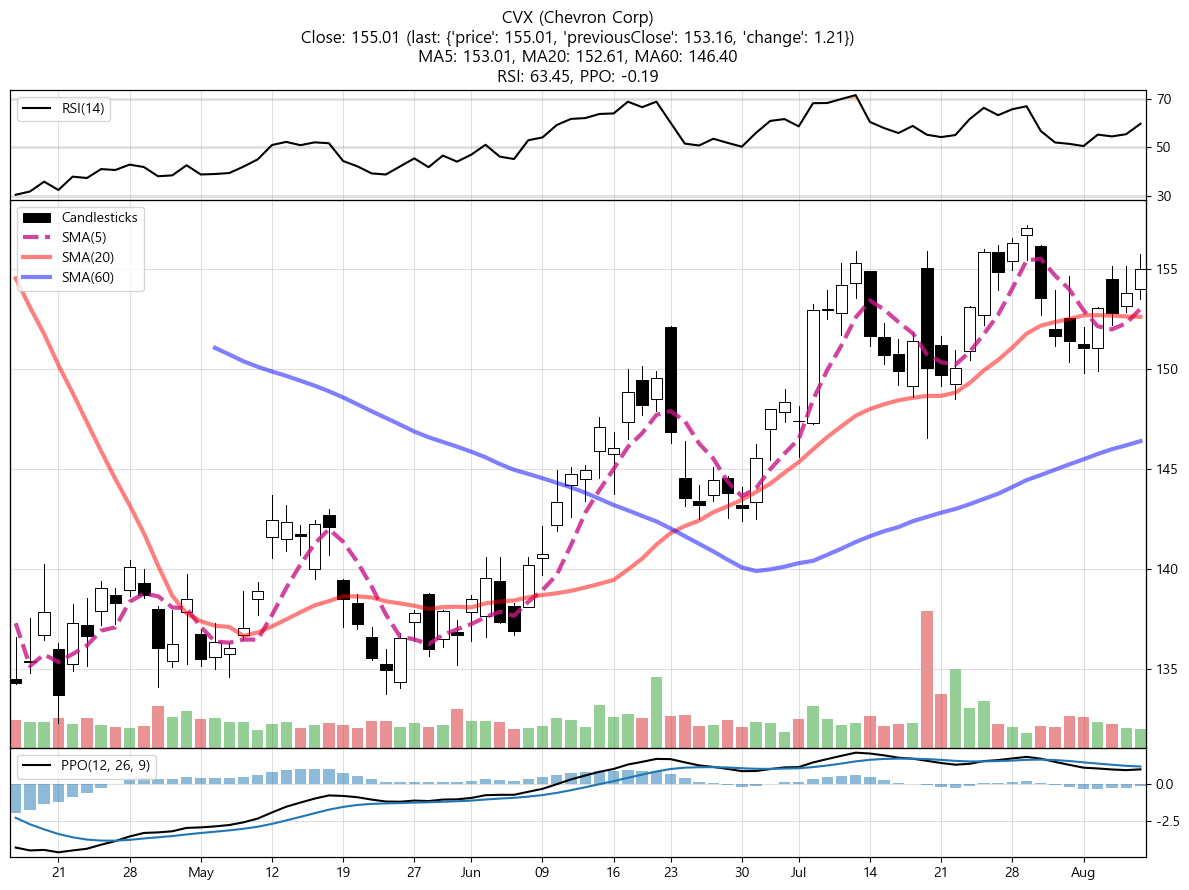 CVX (Chevron Corp)
Close: 155.01 (last: {'price': 155.01, 'previousClose': 153.16, 'change': 1.21})
MA5: 153.01, MA20: 152.61, MA60: 146.40
RSI: 63.45, PPO: -0.19
RSI(14)
70
50
30
Candlesticks
SMA(5)
SMA(20)
SMA(60)
155
150
145
140
135
PPO(12, 26, 9)
0.0
−2.5
21 28 May 12 19 27 Jun 09 16 23 30 Jul 14 21 28 Aug